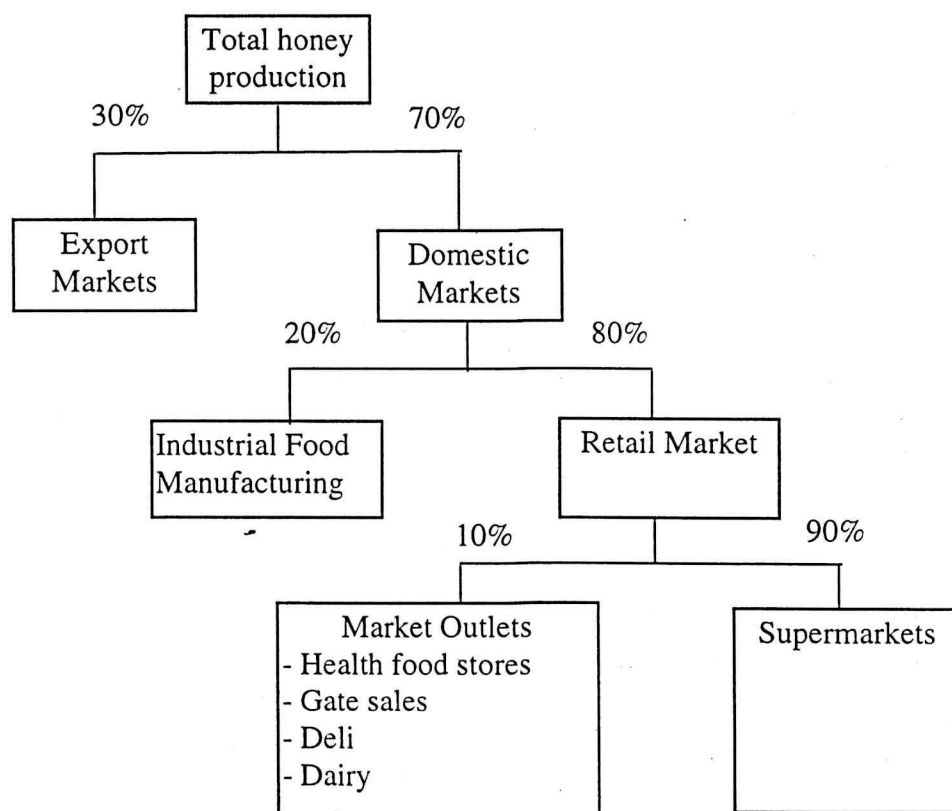 Total honey
production
30%
70%
Export
Markets
Domestic
Markets
20%
80%
Industrial Food
Manufacturing
Retail Market
10%
90%
Market Outlets
- Health food stores
- Gate sales
- Deli
- Dairy
Supermarkets